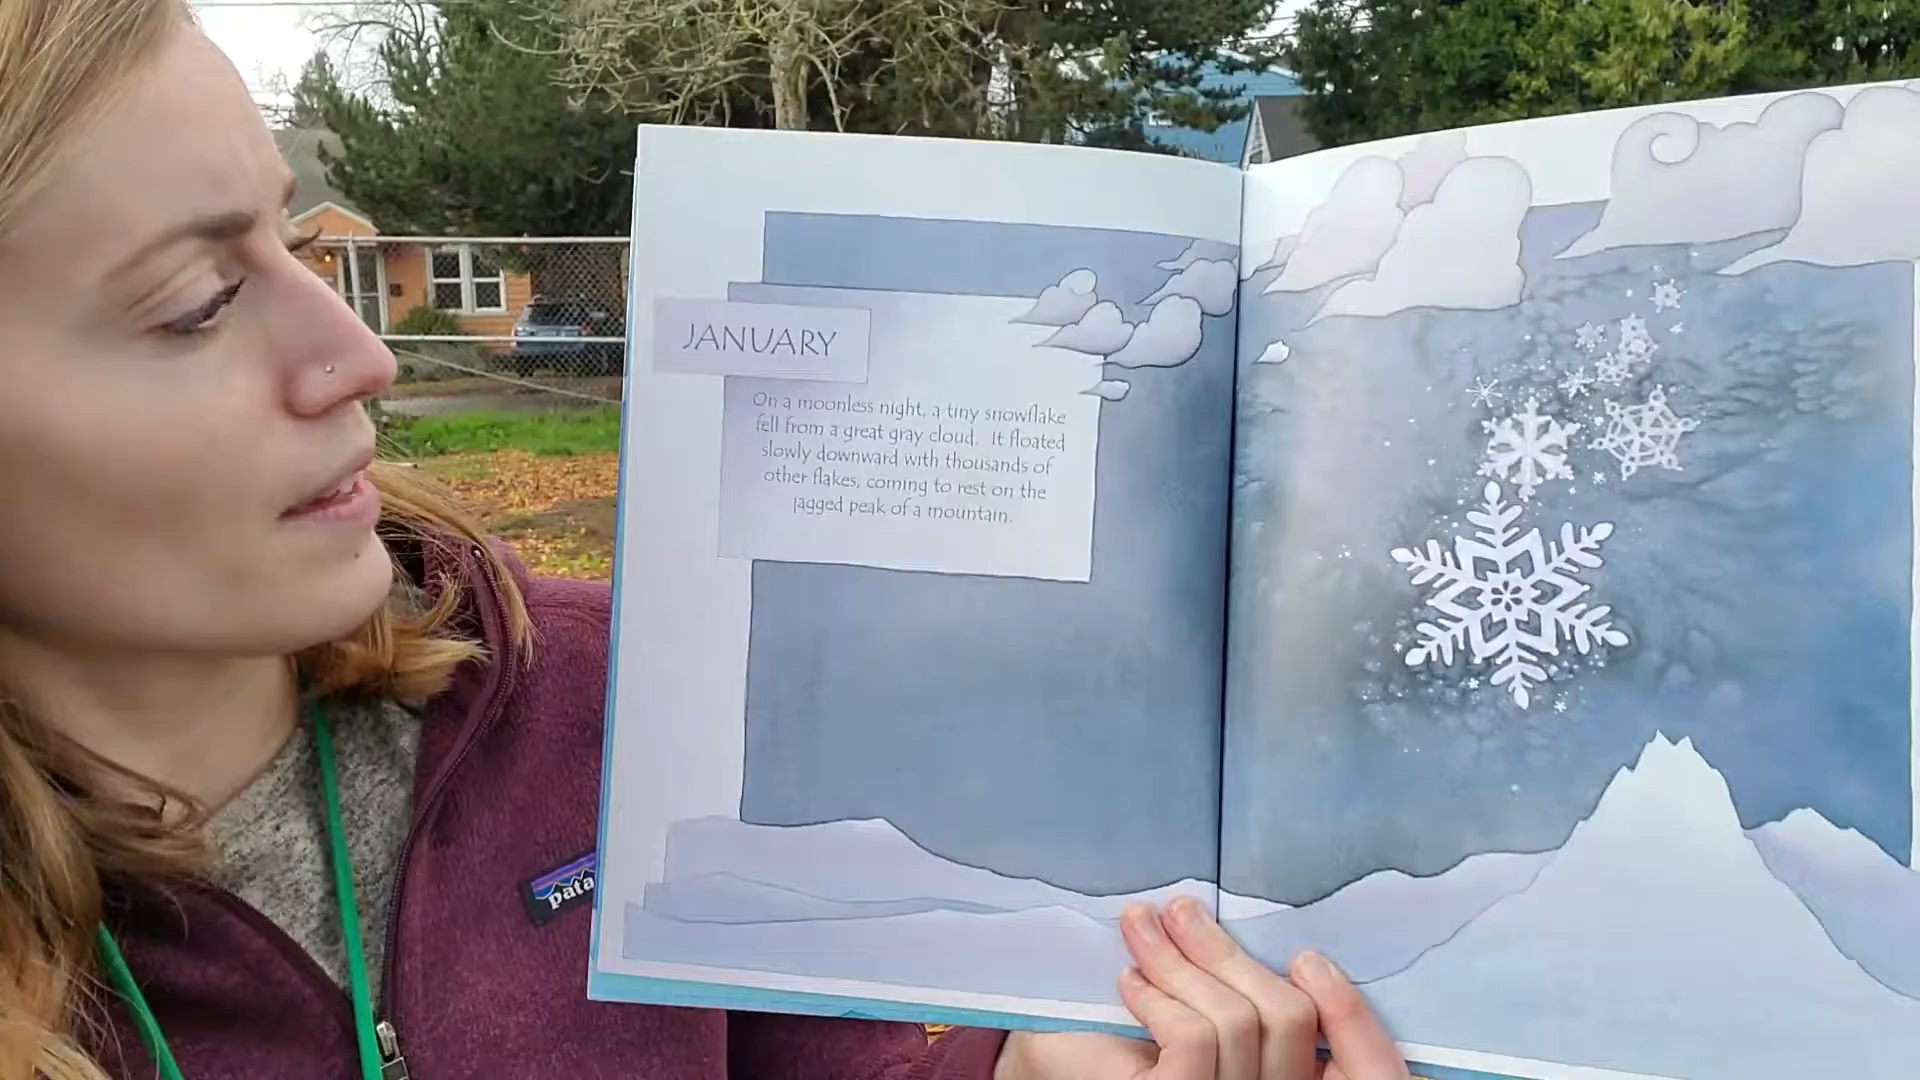 JANUARY
On a moonless night, a tiny snowflake
fell from a great gray cloud. It floated
slowly downward with thousands of
other flakes, coming to rest on the
jagged peak of a mountain.
pata